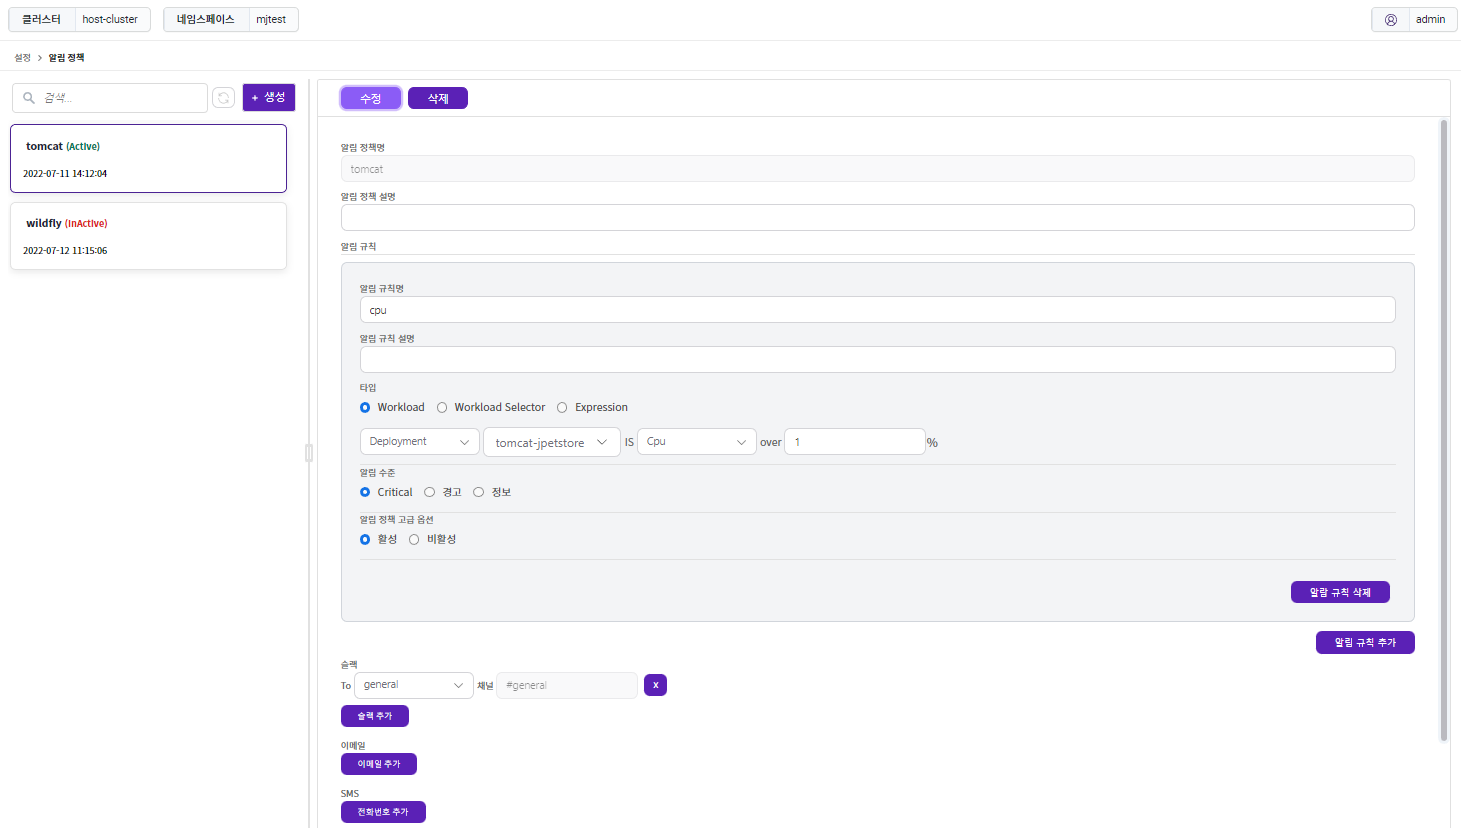 클러스터 host-cluster 네임스페이스 mjtest admin
설정 > 알림 정책
검색...
+ 생성
tomcat (Active)
2022-07-11 14:12:04
wildfly (InActive)
2022-07-12 11:15:06
수정 삭제
알림 정책명
tomcat
알림 정책 설명
알림 규칙
알림 규칙명
cpu
알림 규칙 설명
타입
Workload Workload Selector Expression
Deployment tomcat-jpetstore IS Cpu over 1 %
알림 수준
Critical 경고 정보
알림 정책 고급 옵션
활성 비활성
알람 규칙 삭제
알림 규칙 추가
슬랙
To general 채널 #general X
슬랙 추가
이메일
이메일 추가
SMS
전화번호 추가